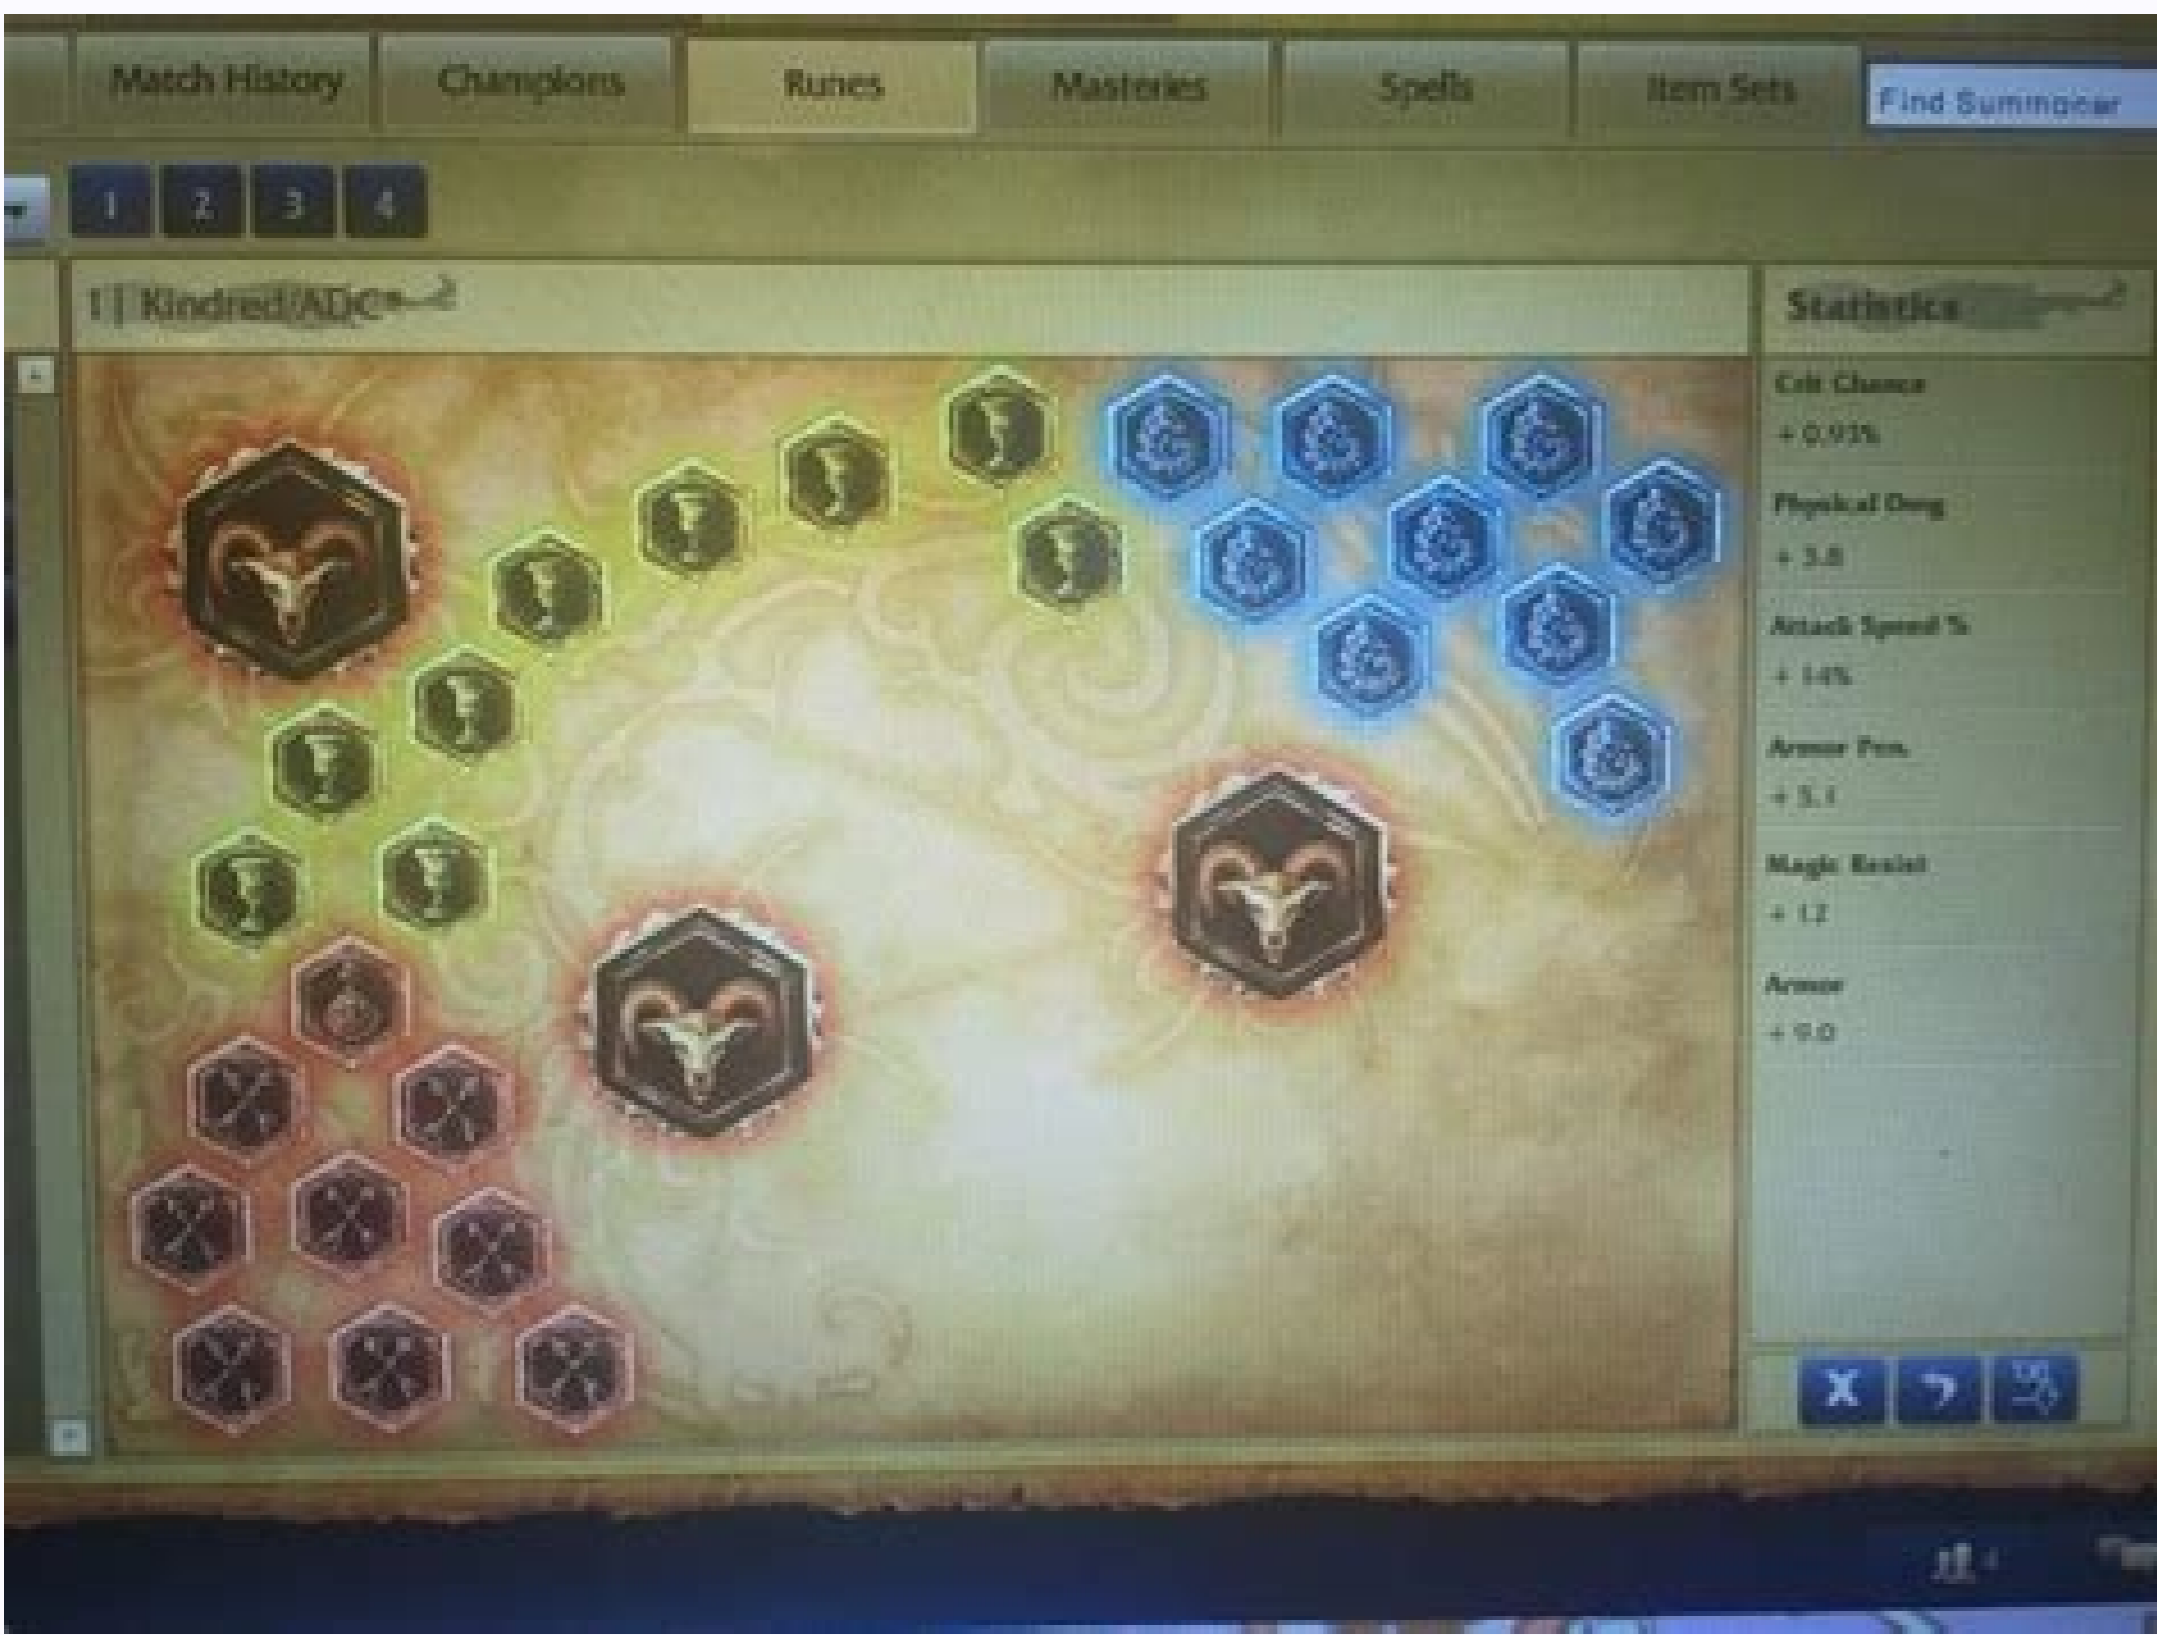 Match History
Champions
Runes
Masteries
Spells
Item Sets
Find Summoner
1
2
3
4
1 | Kindred/ADC
Statistics
Crit Chance
+ 0.93%
Physical Dmg
+ 3.8
Attack Speed %
+ 14%
Armor Pen.
+ 5.1
Magic Resist
+ 12
Armor
+ 9.0
X